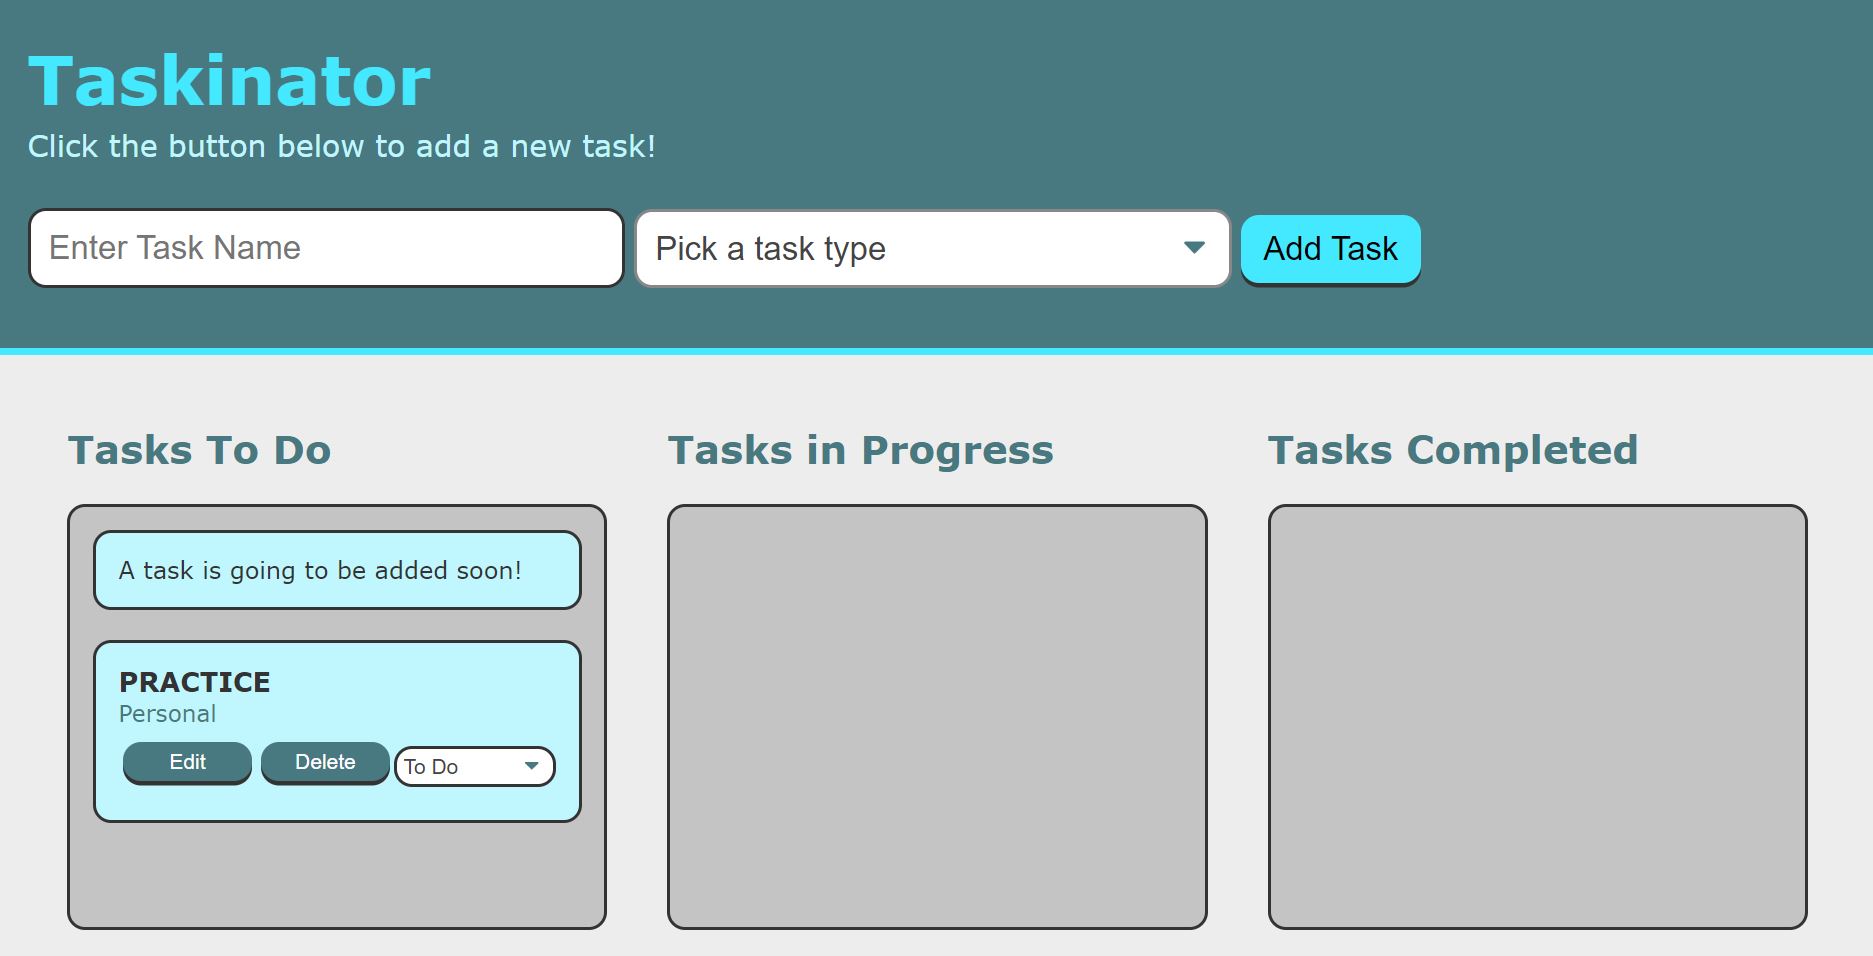 Taskinator
Click the button below to add a new task!
Enter Task Name
Pick a task type
Add Task
Tasks To Do
Tasks in Progress
Tasks Completed
A task is going to be added soon!
PRACTICE
Personal
Edit
Delete
To Do